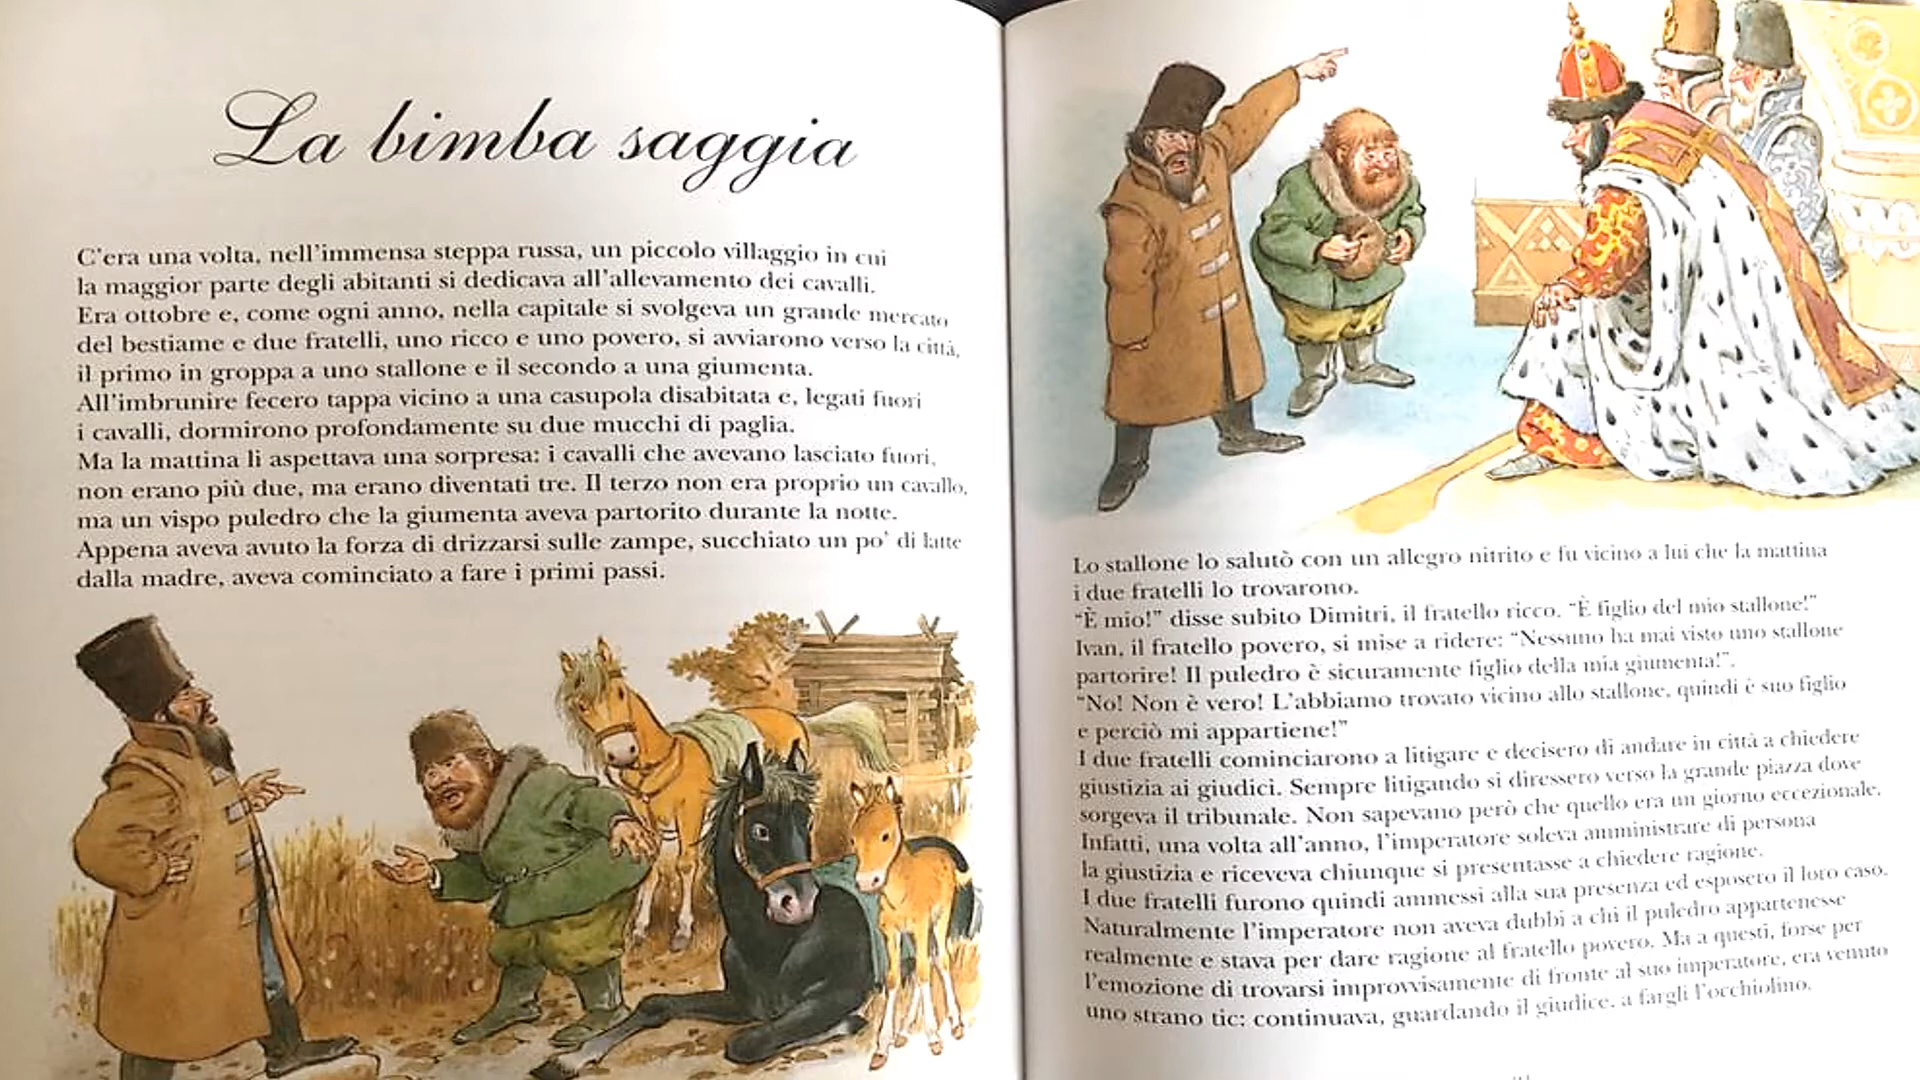 La bimba saggia
C'era una volta, nell'immensa steppa russa, un piccolo villaggio in cui
la maggior parte degli abitanti si dedicava all'allevamento dei cavalli.
Era ottobre e, come ogni anno, nella capitale si svolgeva un grande mercato
del bestiame e due fratelli, uno ricco e uno povero, si avviarono verso la città,
il primo in groppa a uno stallone e il secondo a una giumenta.
All'imbrunire fecero tappa vicino a una casupola disabitata e, legati fuori
i cavalli, dormirono profondamente su due mucchi di paglia.
Ma la mattina li aspettava una sorpresa: i cavalli che avevano lasciato fuori,
non erano più due, ma erano diventati tre. Il terzo non era proprio un cavallo,
ma un vispo puledro che la giumenta aveva partorito durante la notte.
Appena aveva avuto la forza di drizzarsi sulle zampe, succhiato un po' di latte
dalla madre, aveva cominciato a fare i primi passi.
Lo stallone lo salutò con un allegro nitrito e fu vicino a lui che la mattina
i due fratelli lo trovarono.
"È mio!" disse subito Dimitri, il fratello ricco. "È figlio del mio stallone!"
Ivan, il fratello povero, si mise a ridere: "Nessuno ha mai visto uno stallone
partorire! Il puledro è sicuramente figlio della mia giumenta!".
"No! Non è vero! L'abbiamo trovato vicino allo stallone, quindi è suo figlio
e perciò mi appartiene!"
I due fratelli cominciarono a litigare e decisero di andare in città a chiedere
giustizia ai giudici. Sempre litigando si diressero verso la grande piazza dove
sorgeva il tribunale. Non sapevano però che quello era un giorno eccezionale.
Infatti, una volta all'anno, l'imperatore soleva amministrare di persona
la giustizia e riceveva chiunque si presentasse a chiedere ragione.
I due fratelli furono quindi ammessi alla sua presenza ed esposero il loro caso.
Naturalmente l'imperatore non aveva dubbi a chi il puledro appartenesse
realmente e stava per dare ragione al fratello povero. Ma a questi, forse per
l'emozione di trovarsi improvvisamente di fronte al suo imperatore, era venuto
uno strano tic: continuava, guardando il giudice, a fargli l'occhiolino.